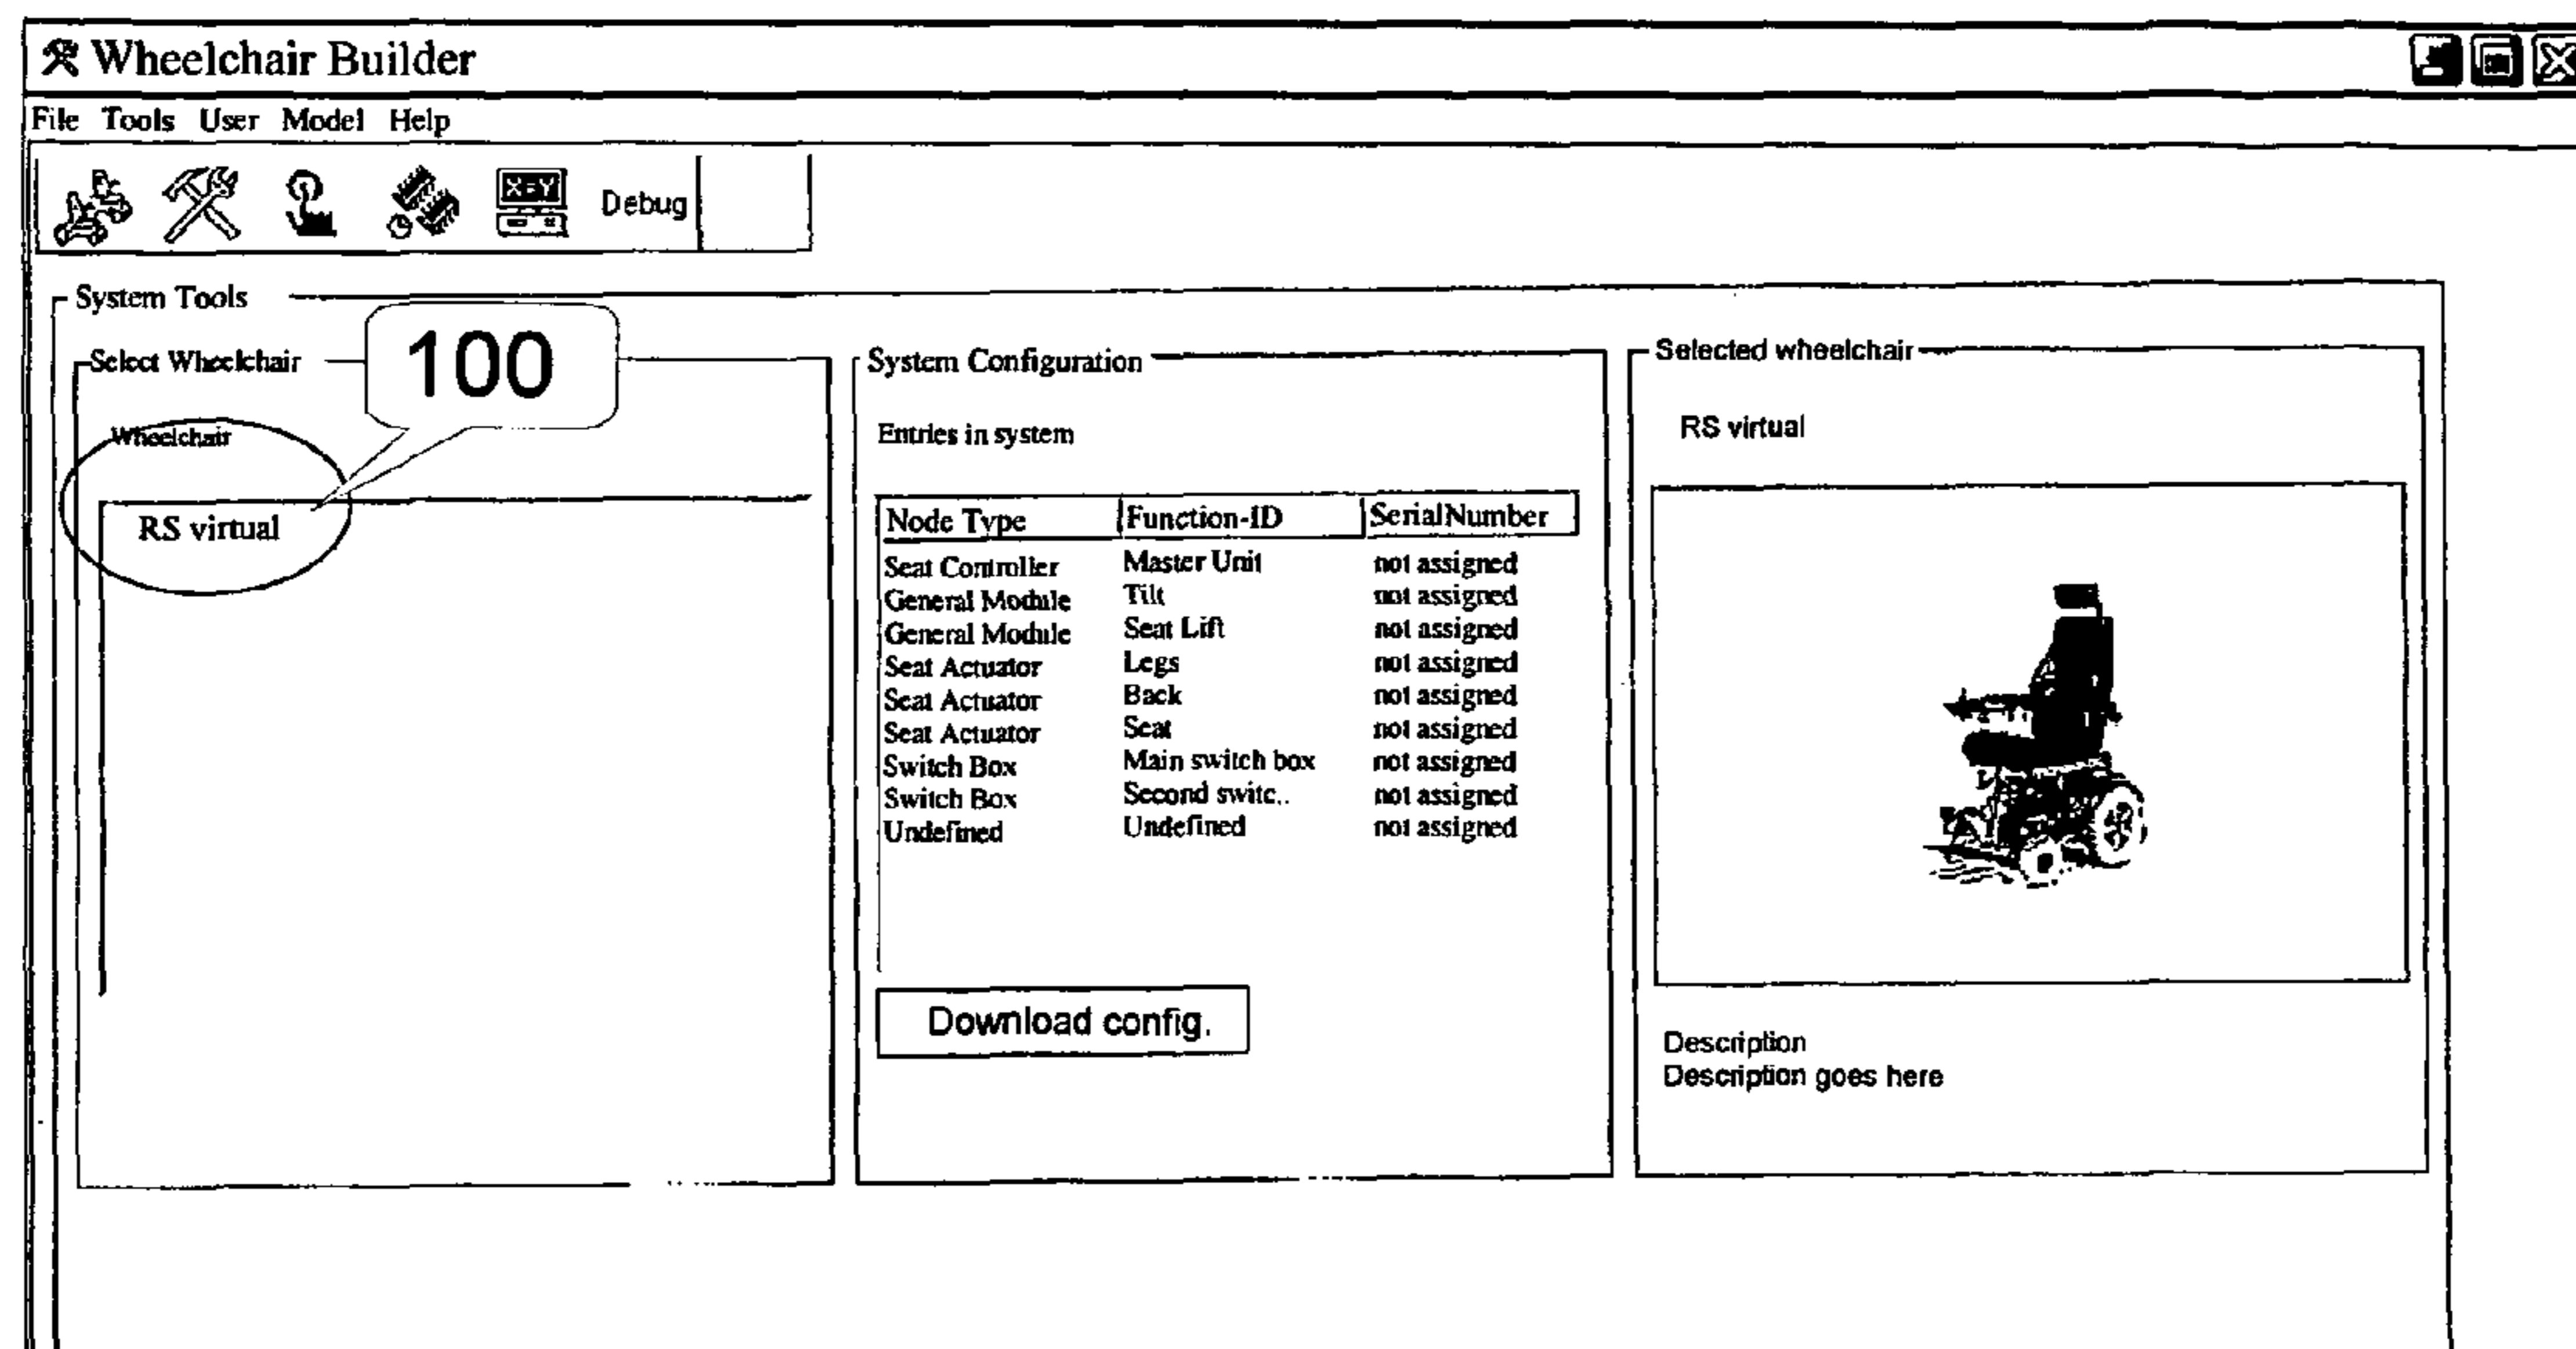 Wheelchair Builder
File Tools User Model Help
X=Y
Debug
System Tools
Select Wheelchair
100
Wheelchair
RS virtual
System Configuration
Entries in system
Node Type Function-ID SerialNumber
Seat Controller Master Unit not assigned
General Module Tilt not assigned
General Module Seat Lift not assigned
Seat Actuator Legs not assigned
Seat Actuator Back not assigned
Seat Actuator Seat not assigned
Switch Box Main switch box not assigned
Switch Box Second switc.. not assigned
Undefined Undefined not assigned
Download config.
Selected wheelchair
RS virtual
Description
Description goes here